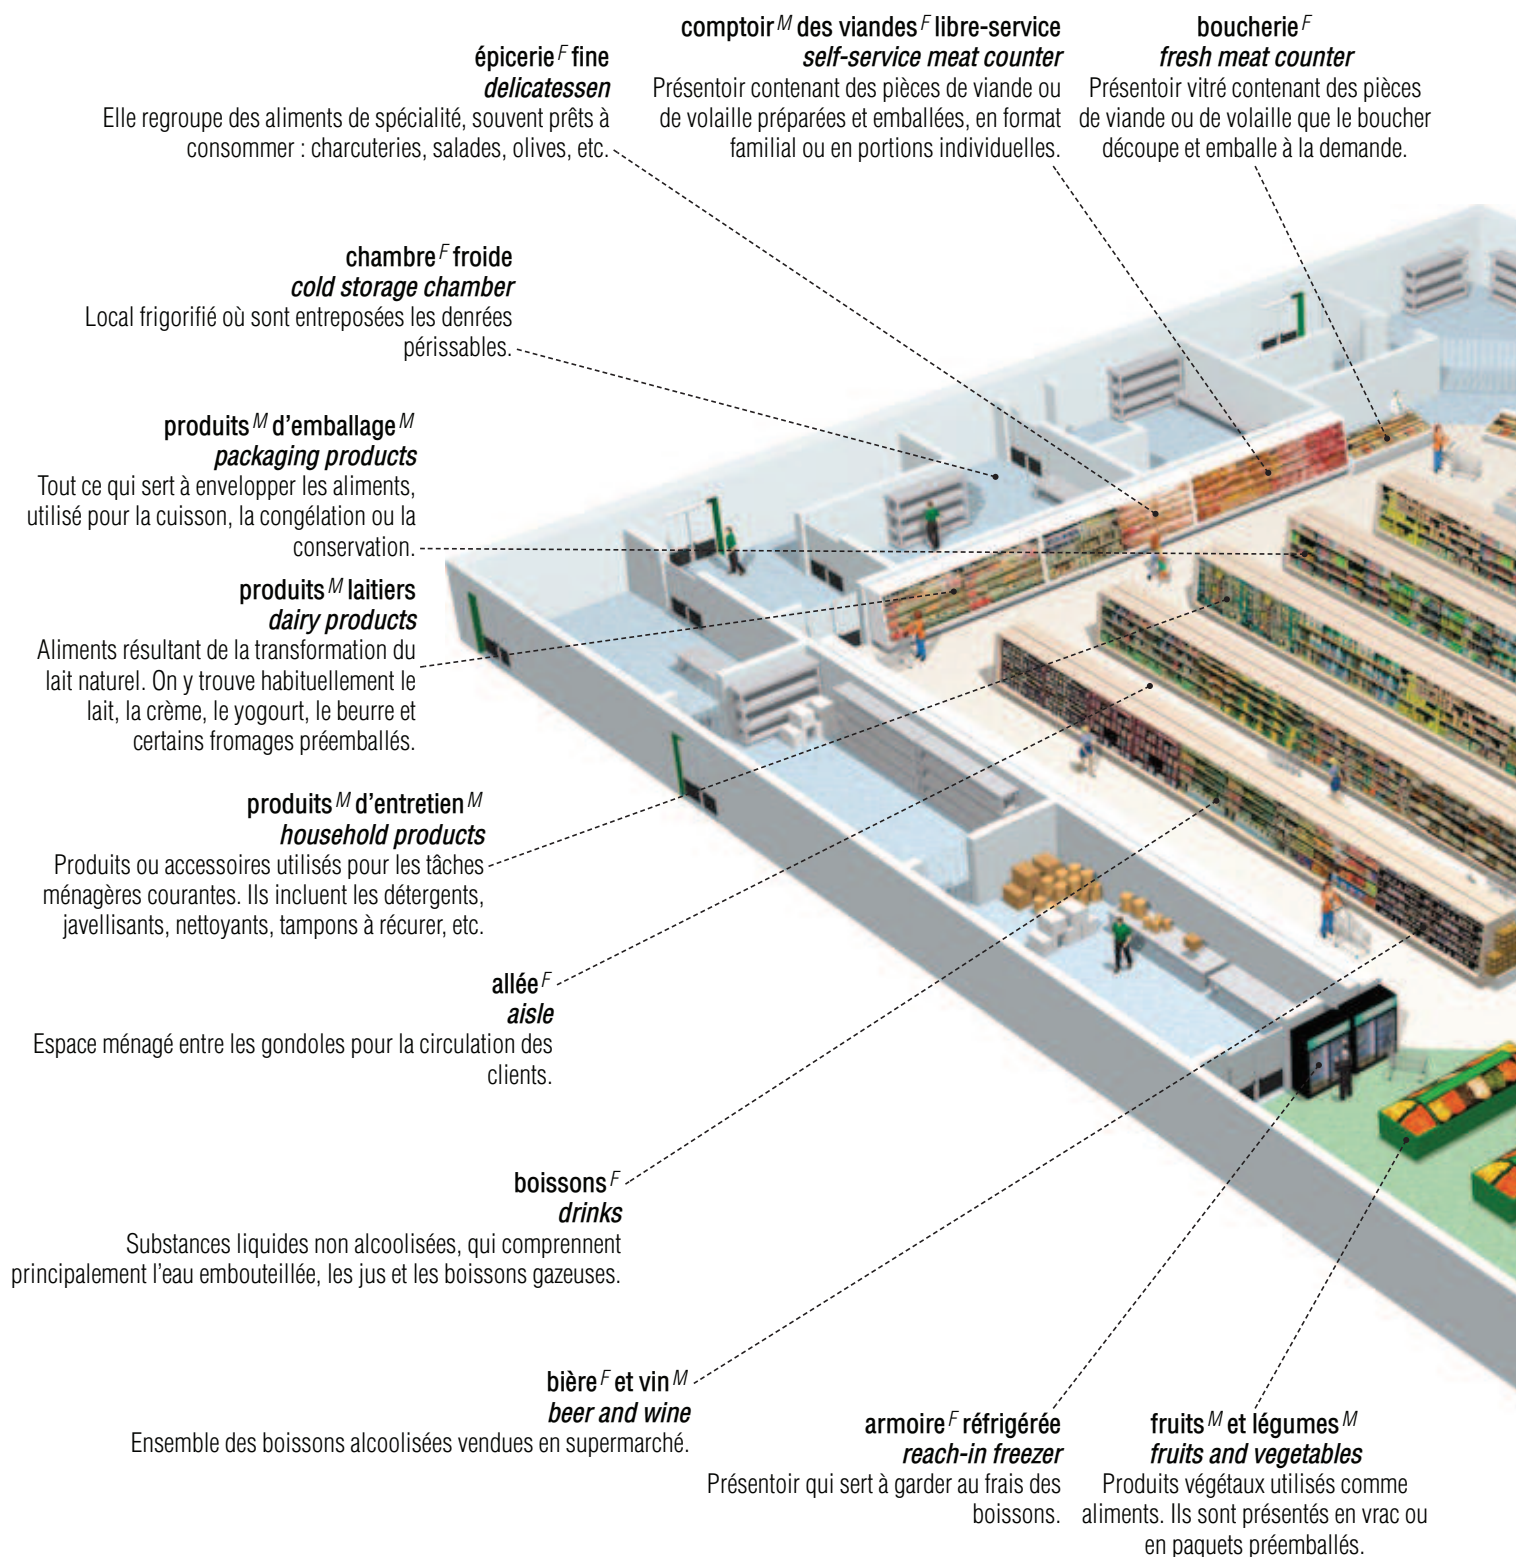 comptoir M des viandes F libre-service
self-service meat counter
Présentoir contenant des pièces de viande ou
de volaille préparées et emballées, en format
familial ou en portions individuelles.
boucherie F
fresh meat counter
Présentoir vitré contenant des pièces
de viande ou de volaille que le boucher
découpe et emballe à la demande.
épicerie F fine
delicatessen
Elle regroupe des aliments de spécialité, souvent prêts à
consommer : charcuteries, salades, olives, etc.
chambre F froide
cold storage chamber
Local frigorifié où sont entreposées les denrées
périssables.
produits M d'emballage M
packaging products
Tout ce qui sert à envelopper les aliments,
utilisé pour la cuisson, la congélation ou la
conservation.
produits M laitiers
dairy products
Aliments résultant de la transformation du
lait naturel. On y trouve habituellement le
lait, la crème, le yogourt, le beurre et
certains fromages préemballés.
produits M d'entretien M
household products
Produits ou accessoires utilisés pour les tâches
ménagères courantes. Ils incluent les détergents,
javellisants, nettoyants, tampons à récurer, etc.
allée F
aisle
Espace ménagé entre les gondoles pour la circulation des
clients.
boissons F
drinks
Substances liquides non alcoolisées, qui comprennent
principalement l'eau embouteillée, les jus et les boissons gazeuses.
bière F et vin M
beer and wine
Ensemble des boissons alcoolisées vendues en supermarché.
armoire F réfrigérée
reach-in freezer
Présentoir qui sert à garder au frais des
boissons.
fruits M et légumes M
fruits and vegetables
Produits végétaux utilisés comme
aliments. Ils sont présentés en vrac ou
en paquets préemballés.